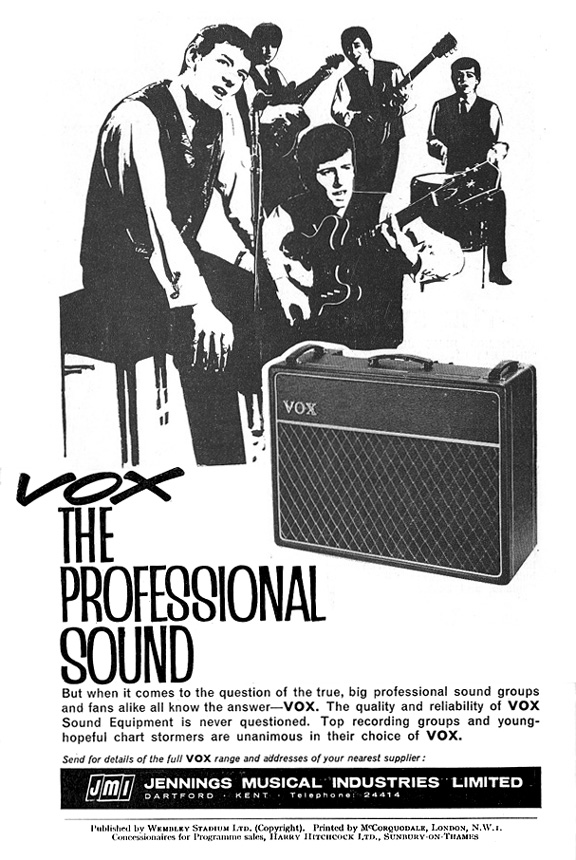 VOX
VOX
THE
PROFESSIONAL
SOUND
But when it comes to the question of the true, big professional sound groups
and fans alike all know the answer—VOX. The quality and reliability of VOX
Sound Equipment is never questioned. Top recording groups and young-
hopeful chart stormers are unanimous in their choice of VOX.
Send for details of the full VOX range and addresses of your nearest supplier:
JMI JENNINGS MUSICAL INDUSTRIES LIMITED
DARTFORD · KENT · Telephone: 24414
Published by WEMBLEY STADIUM LTD. (Copyright). Printed by McCORQUODALE, LONDON, N.W.1.
Concessionaires for Programme sales, HARRY HITCHCOCK LTD., SUNBURY-ON-THAMES